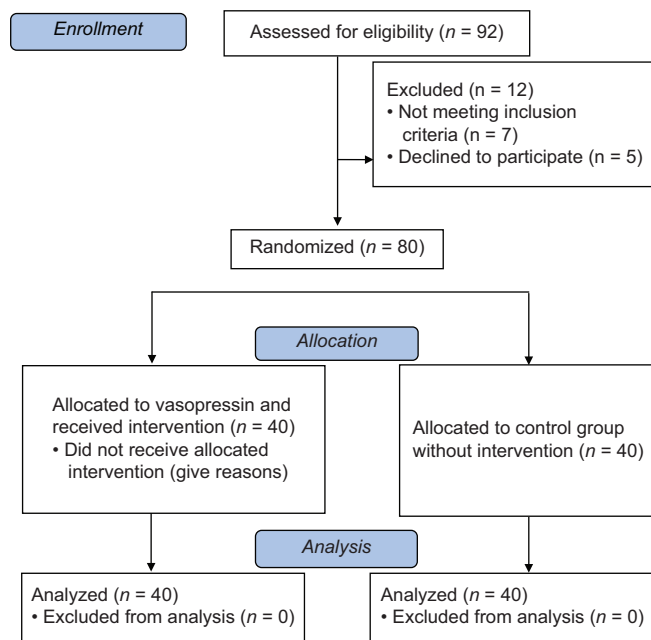 Enrollment
Assessed for eligibility (n = 92)
Excluded (n = 12)
• Not meeting inclusion
criteria (n = 7)
• Declined to participate (n = 5)
Randomized (n = 80)
Allocation
Allocated to vasopressin and
received intervention (n = 40)
• Did not receive allocated
intervention (give reasons)
Allocated to control group
without intervention (n = 40)
Analysis
Analyzed (n = 40)
• Excluded from analysis (n = 0)
Analyzed (n = 40)
• Excluded from analysis (n = 0)